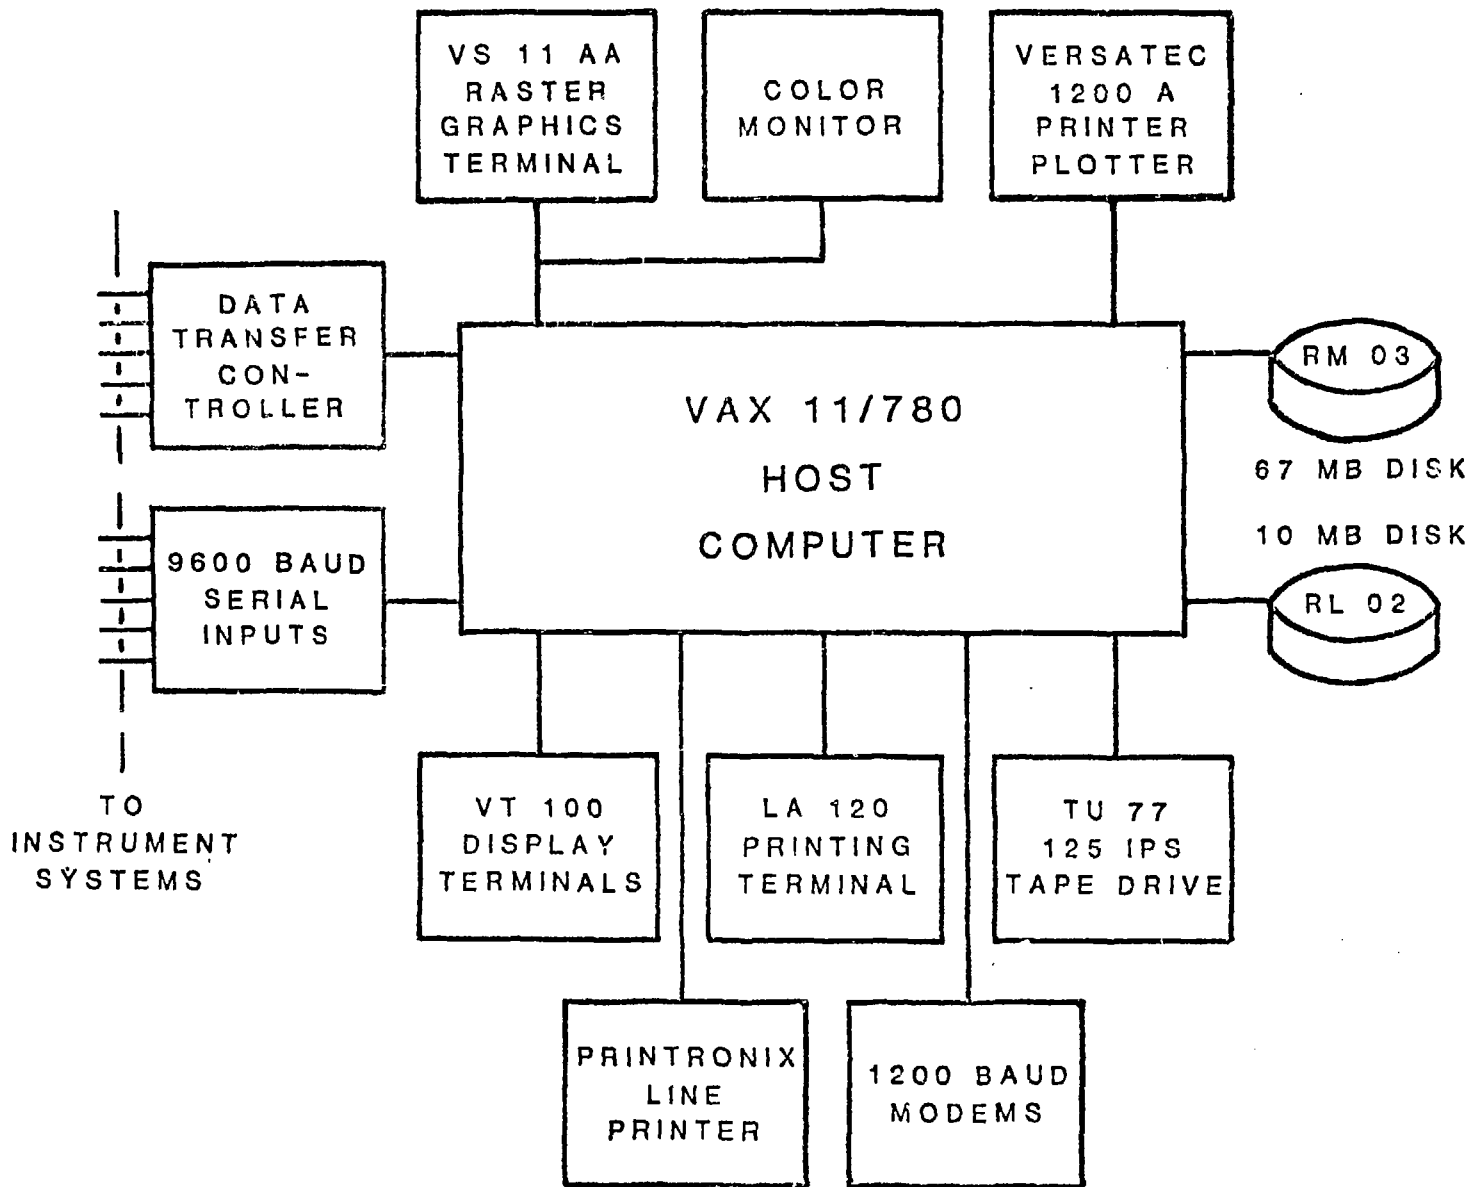 VS 11 AA
RASTER
GRAPHICS
TERMINAL
COLOR
MONITOR
VERSATEC
1200 A
PRINTER
PLOTTER
DATA
TRANSFER
CON-
TROLLER
VAX 11/780
HOST
COMPUTER
RM 03
67 MB DISK
10 MB DISK
RL 02
9600 BAUD
SERIAL
INPUTS
TO
INSTRUMENT
SYSTEMS
VT 100
DISPLAY
TERMINALS
LA 120
PRINTING
TERMINAL
TU 77
125 IPS
TAPE DRIVE
PRINTRONIX
LINE
PRINTER
1200 BAUD
MODEMS